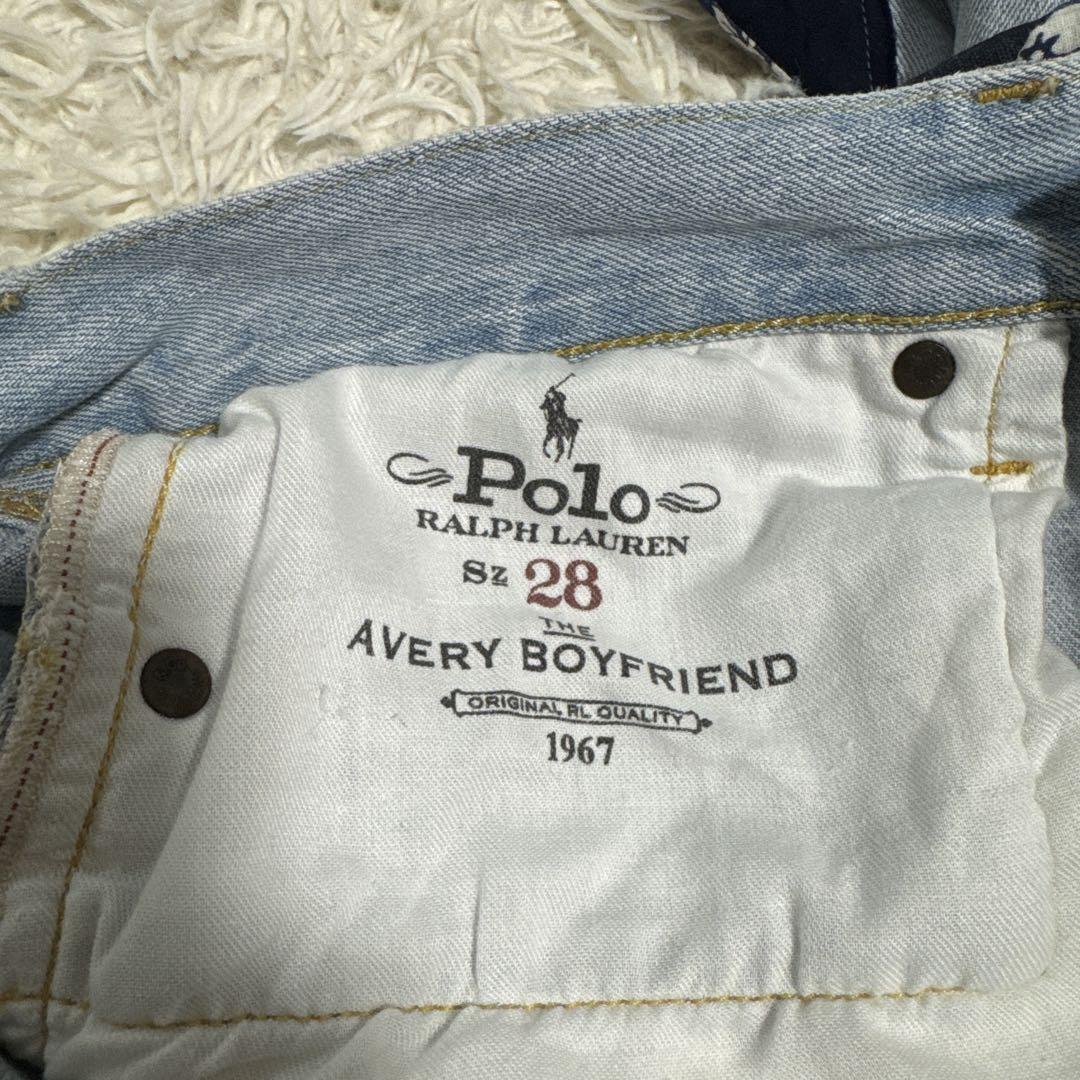 Polo
RALPH LAUREN
Sz 28
THE
AVERY BOYFRIEND
ORIGINAL RL QUALITY
1967